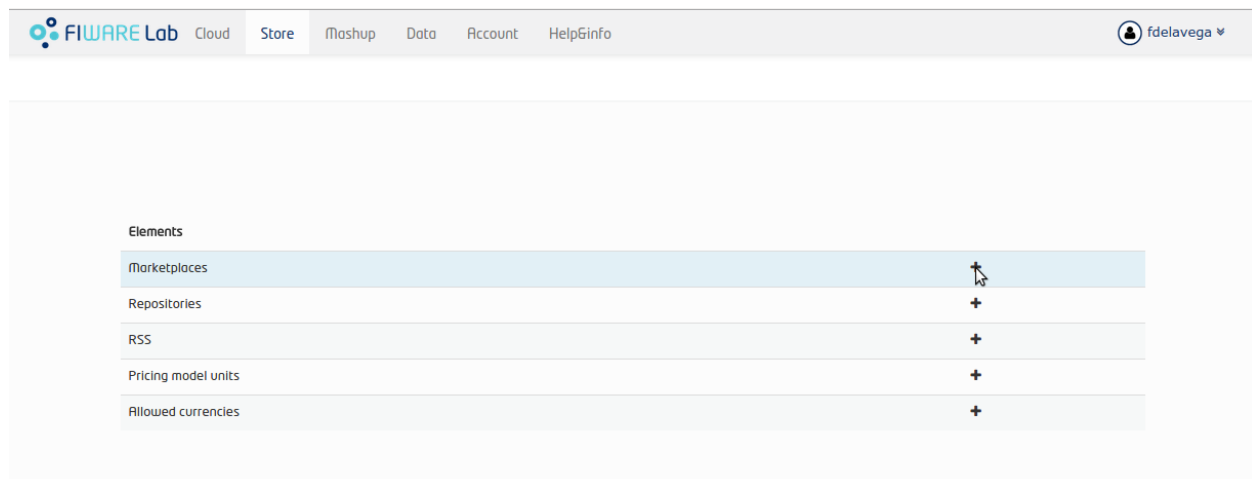 FIWARE Lab Cloud Store Mashup Data Account Help&info fdelavega
Elements
Marketplaces
Repositories
RSS
Pricing model units
Allowed currencies